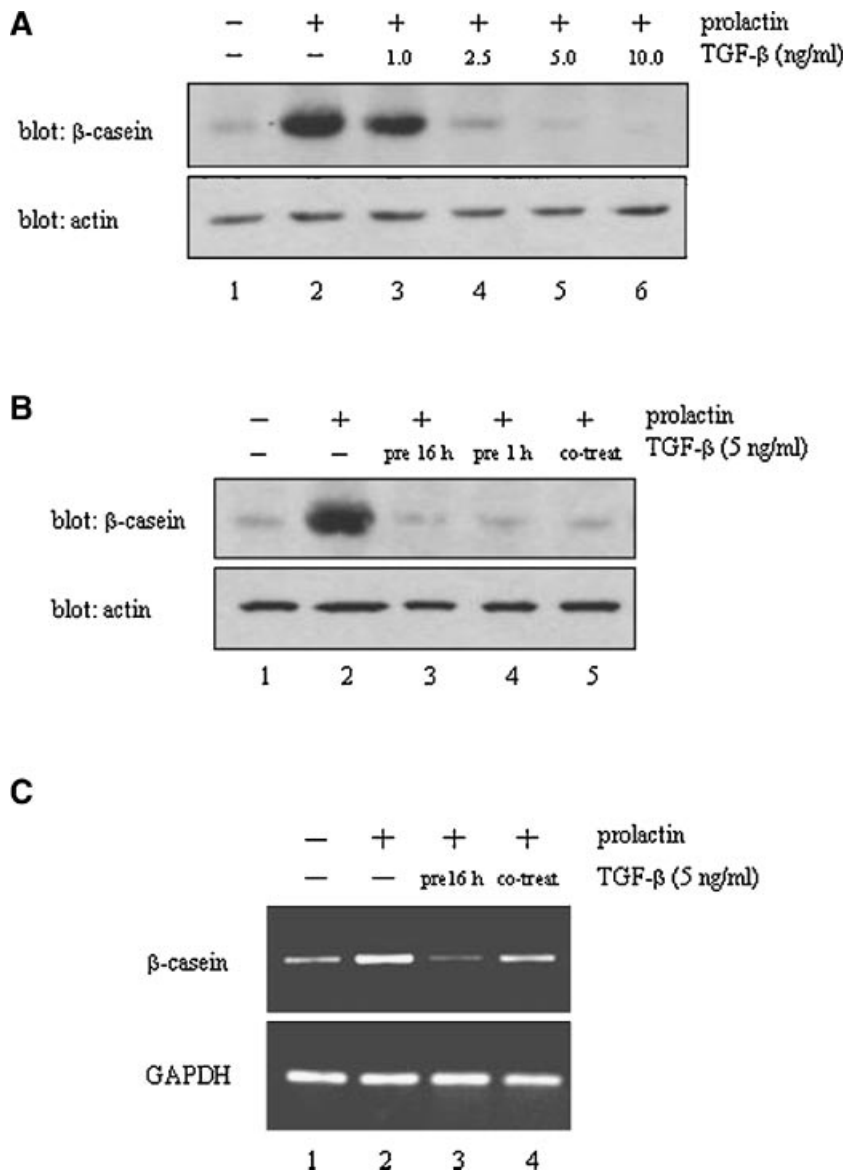 A
− + + + + + prolactin
− − 1.0 2.5 5.0 10.0 TGF-β (ng/ml)
blot: β-casein
blot: actin
1 2 3 4 5 6
B
− + + + + prolactin
− − pre 16 h pre 1 h co-treat TGF-β (5 ng/ml)
blot: β-casein
blot: actin
1 2 3 4 5
C
− + + + prolactin
− − pre16 h co-treat TGF-β (5 ng/ml)
β-casein
GAPDH
1 2 3 4